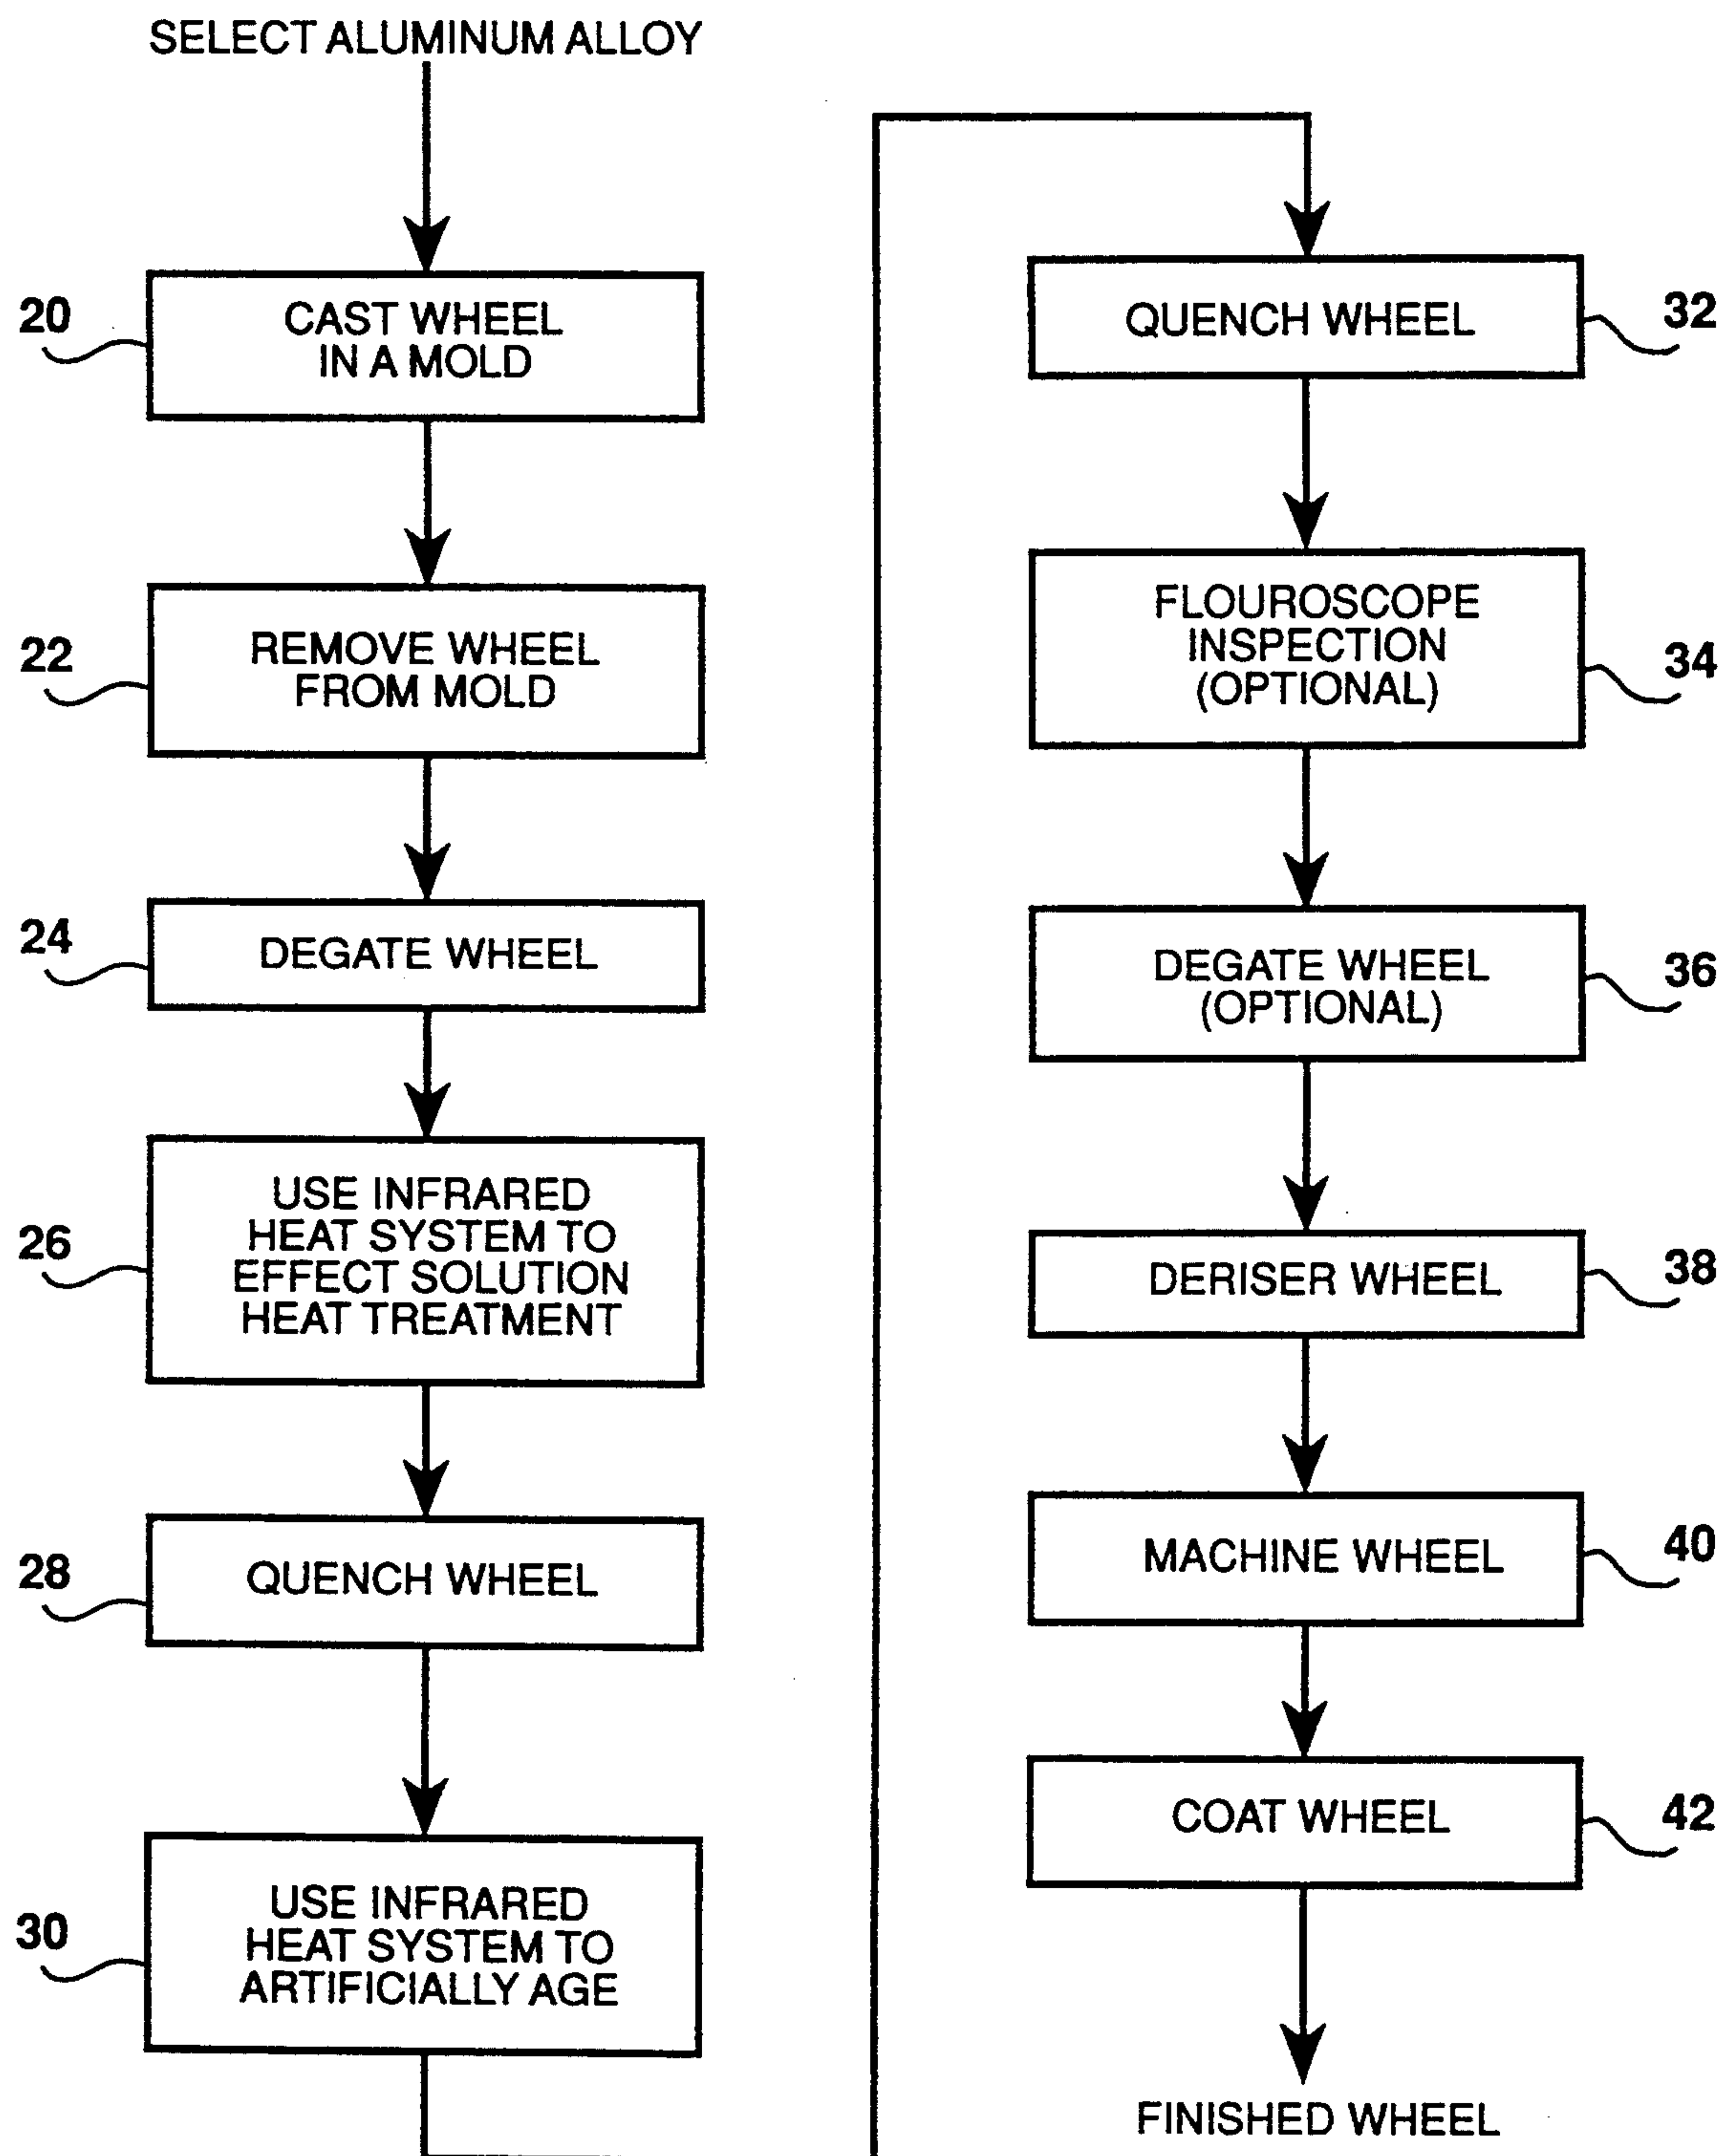 SELECT ALUMINUM ALLOY
20
CAST WHEEL
IN A MOLD
22
REMOVE WHEEL
FROM MOLD
24
DEGATE WHEEL
26
USE INFRARED
HEAT SYSTEM TO
EFFECT SOLUTION
HEAT TREATMENT
28
QUENCH WHEEL
30
USE INFRARED
HEAT SYSTEM TO
ARTIFICIALLY AGE
QUENCH WHEEL
32
FLOUROSCOPE
INSPECTION
(OPTIONAL)
34
DEGATE WHEEL
(OPTIONAL)
36
DERISER WHEEL
38
MACHINE WHEEL
40
COAT WHEEL
42
FINISHED WHEEL